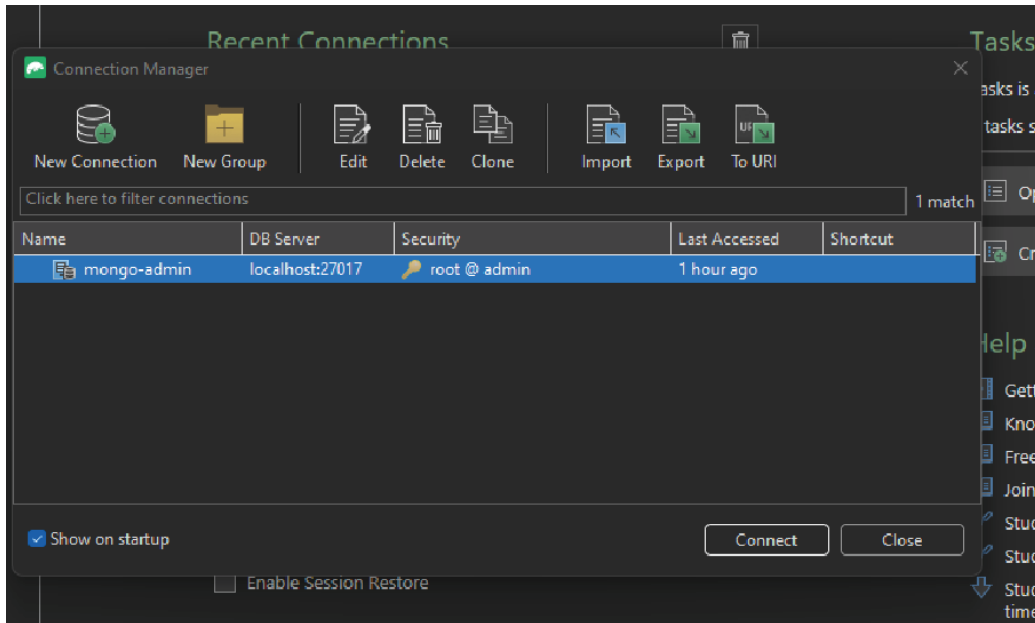 Recent Connections
Tasks
Connection Manager
asks is
tasks s
New Connection
New Group
Edit
Delete
Clone
Import
Export
To URI
Click here to filter connections
1 match
Op
Name
DB Server
Security
Last Accessed
Shortcut
Cr
mongo-admin
localhost:27017
root @ admin
1 hour ago
Help
Gett
Kno
Free
Join
Show on startup
Connect
Close
Stud
Stud
Enable Session Restore
Stud
time